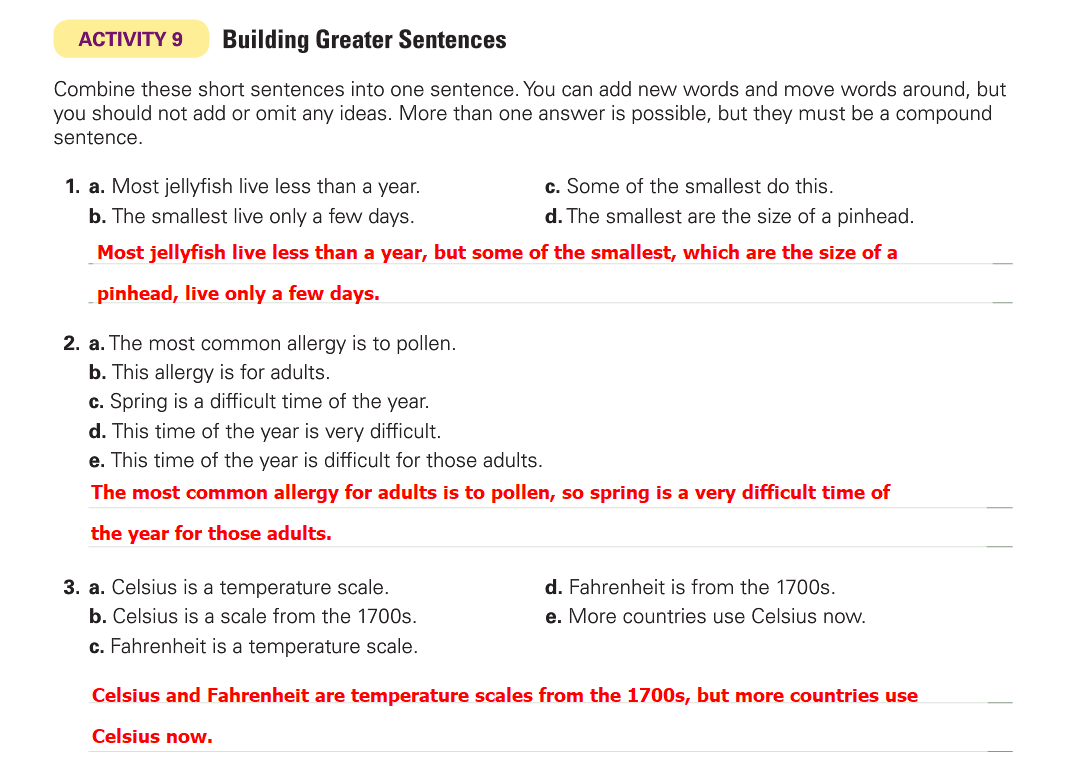 ACTIVITY 9 Building Greater Sentences
Combine these short sentences into one sentence. You can add new words and move words around, but
you should not add or omit any ideas. More than one answer is possible, but they must be a compound
sentence.
1. a. Most jellyfish live less than a year.
b. The smallest live only a few days.
c. Some of the smallest do this.
d. The smallest are the size of a pinhead.
Most jellyfish live less than a year, but some of the smallest, which are the size of a
pinhead, live only a few days.
2. a. The most common allergy is to pollen.
b. This allergy is for adults.
c. Spring is a difficult time of the year.
d. This time of the year is very difficult.
e. This time of the year is difficult for those adults.
The most common allergy for adults is to pollen, so spring is a very difficult time of
the year for those adults.
3. a. Celsius is a temperature scale.
b. Celsius is a scale from the 1700s.
c. Fahrenheit is a temperature scale.
d. Fahrenheit is from the 1700s.
e. More countries use Celsius now.
Celsius and Fahrenheit are temperature scales from the 1700s, but more countries use
Celsius now.